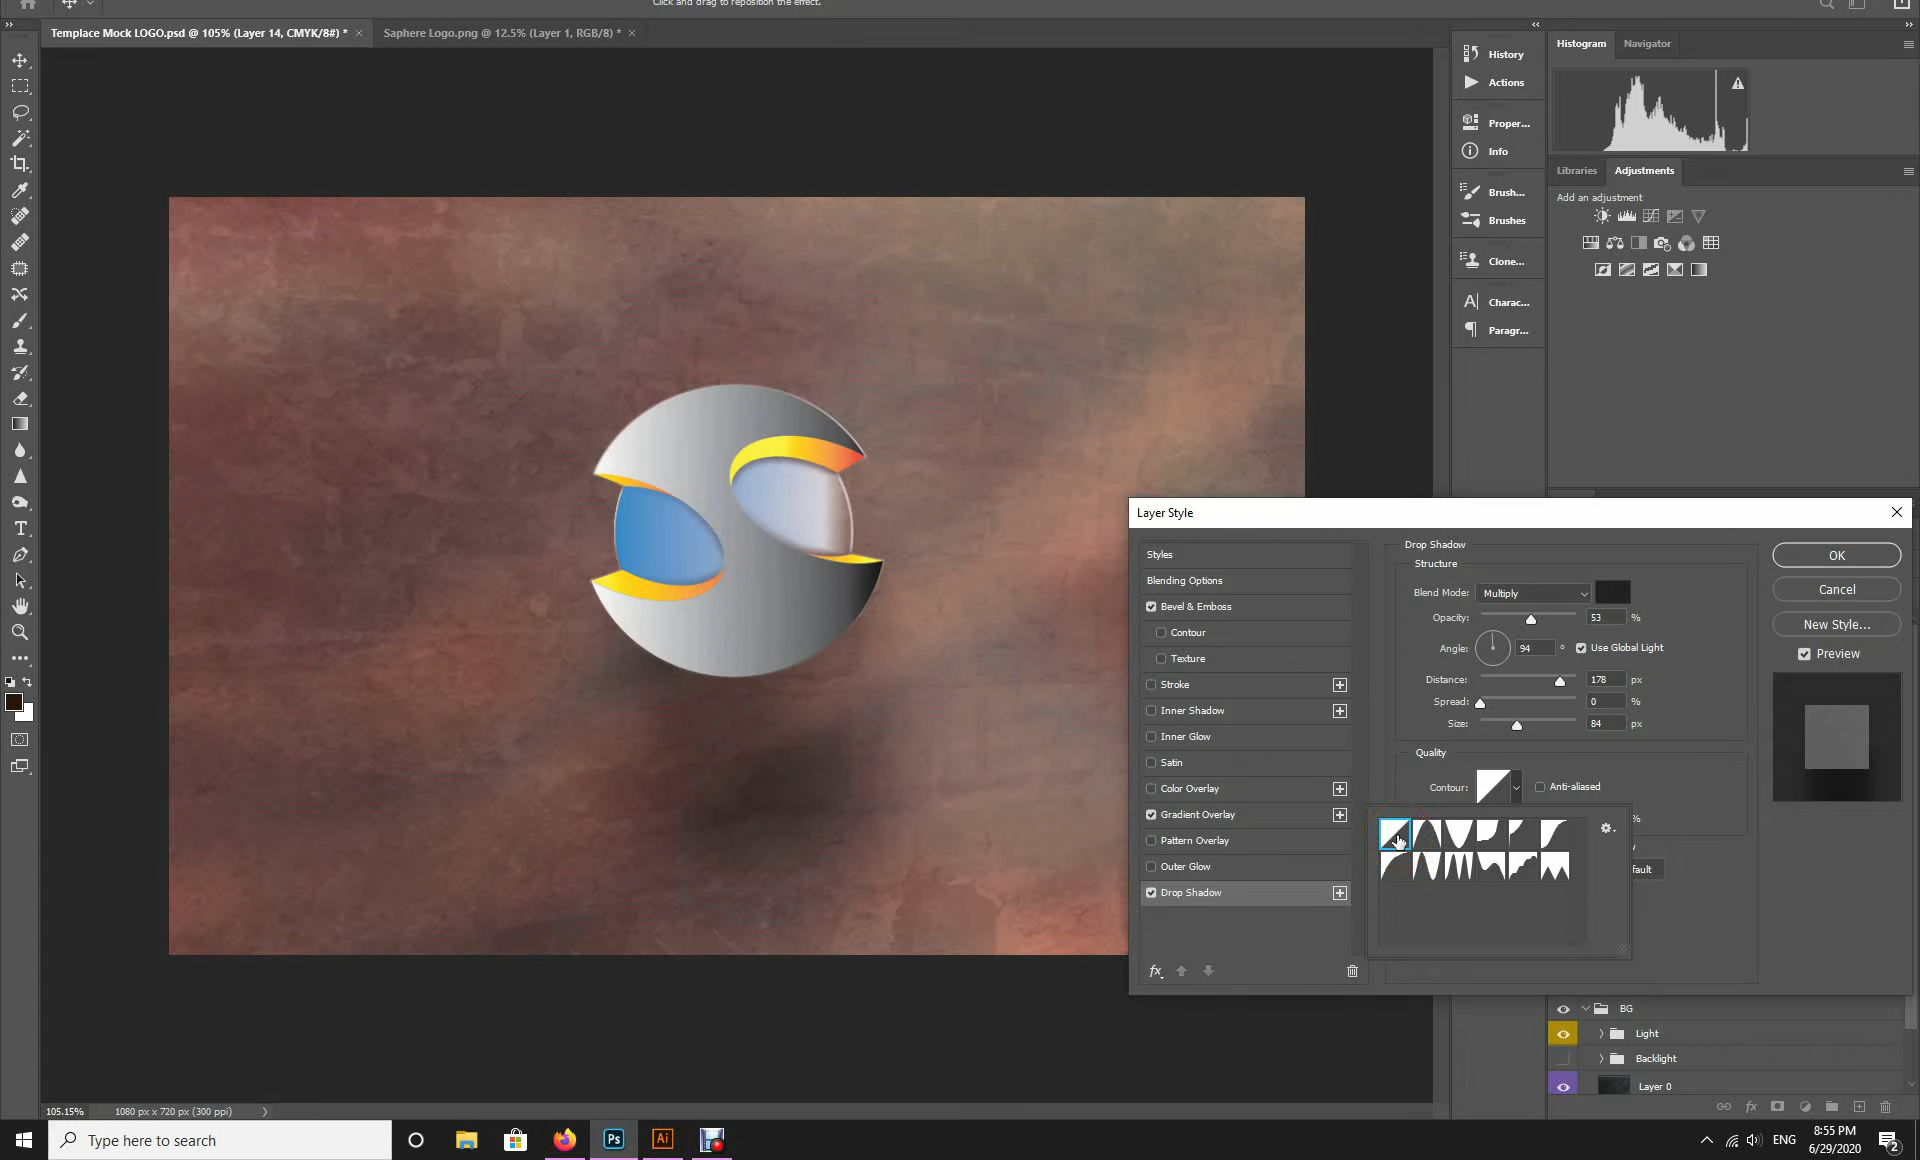 Click and drag to reposition the effect.
Templace Mock LOGO.psd @ 105% (Layer 14, CMYK/8#) *
Saphere Logo.png @ 12.5% (Layer 1, RGB/8) *
History
Actions
Proper...
Info
Brush...
Brushes
Clone...
Charac...
Paragr...
Histogram
Navigator
Libraries
Adjustments
Add an adjustment
Layer Style
Styles
Blending Options
Bevel & Emboss
Contour
Texture
Stroke
Inner Shadow
Inner Glow
Satin
Color Overlay
Gradient Overlay
Pattern Overlay
Outer Glow
Drop Shadow
fx
Drop Shadow
Structure
Blend Mode: Multiply
Opacity: 53 %
Angle: 94 ° Use Global Light
Distance: 178 px
Spread: 0 %
Size: 84 px
Quality
Contour: Anti-aliased
%
fault
OK
Cancel
New Style...
Preview
BG
Light
Backlight
Layer 0
fx
105.15%
1080 px x 720 px (300 ppi)
Type here to search
Ps
Ai
ENG
8:55 PM
6/29/2020
2